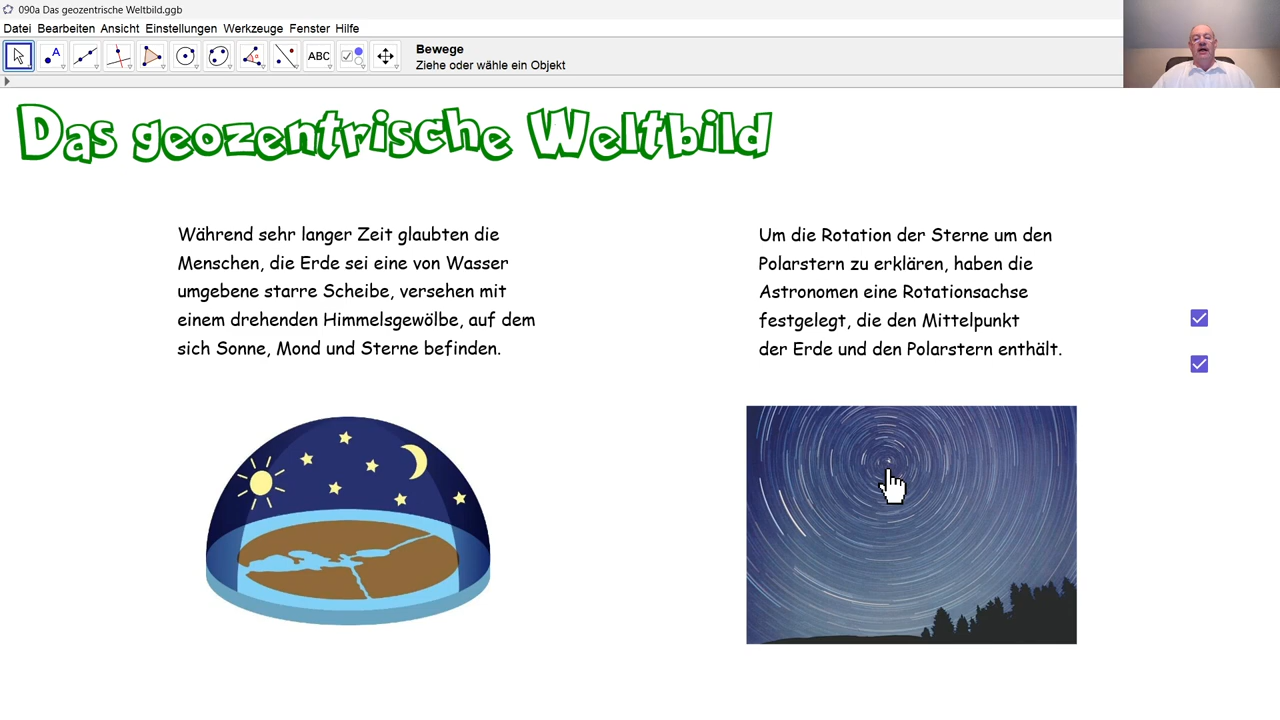 090a Das geozentrische Weltbild.ggb
Datei Bearbeiten Ansicht Einstellungen Werkzeuge Fenster Hilfe
A
ABC
Bewege
Ziehe oder wähle ein Objekt
Das geozentrische Weltbild
Während sehr langer Zeit glaubten die
Menschen, die Erde sei eine von Wasser
umgebene starre Scheibe, versehen mit
einem drehenden Himmelsgewölbe, auf dem
sich Sonne, Mond und Sterne befinden.
Um die Rotation der Sterne um den
Polarstern zu erklären, haben die
Astronomen eine Rotationsachse
festgelegt, die den Mittelpunkt
der Erde und den Polarstern enthält.